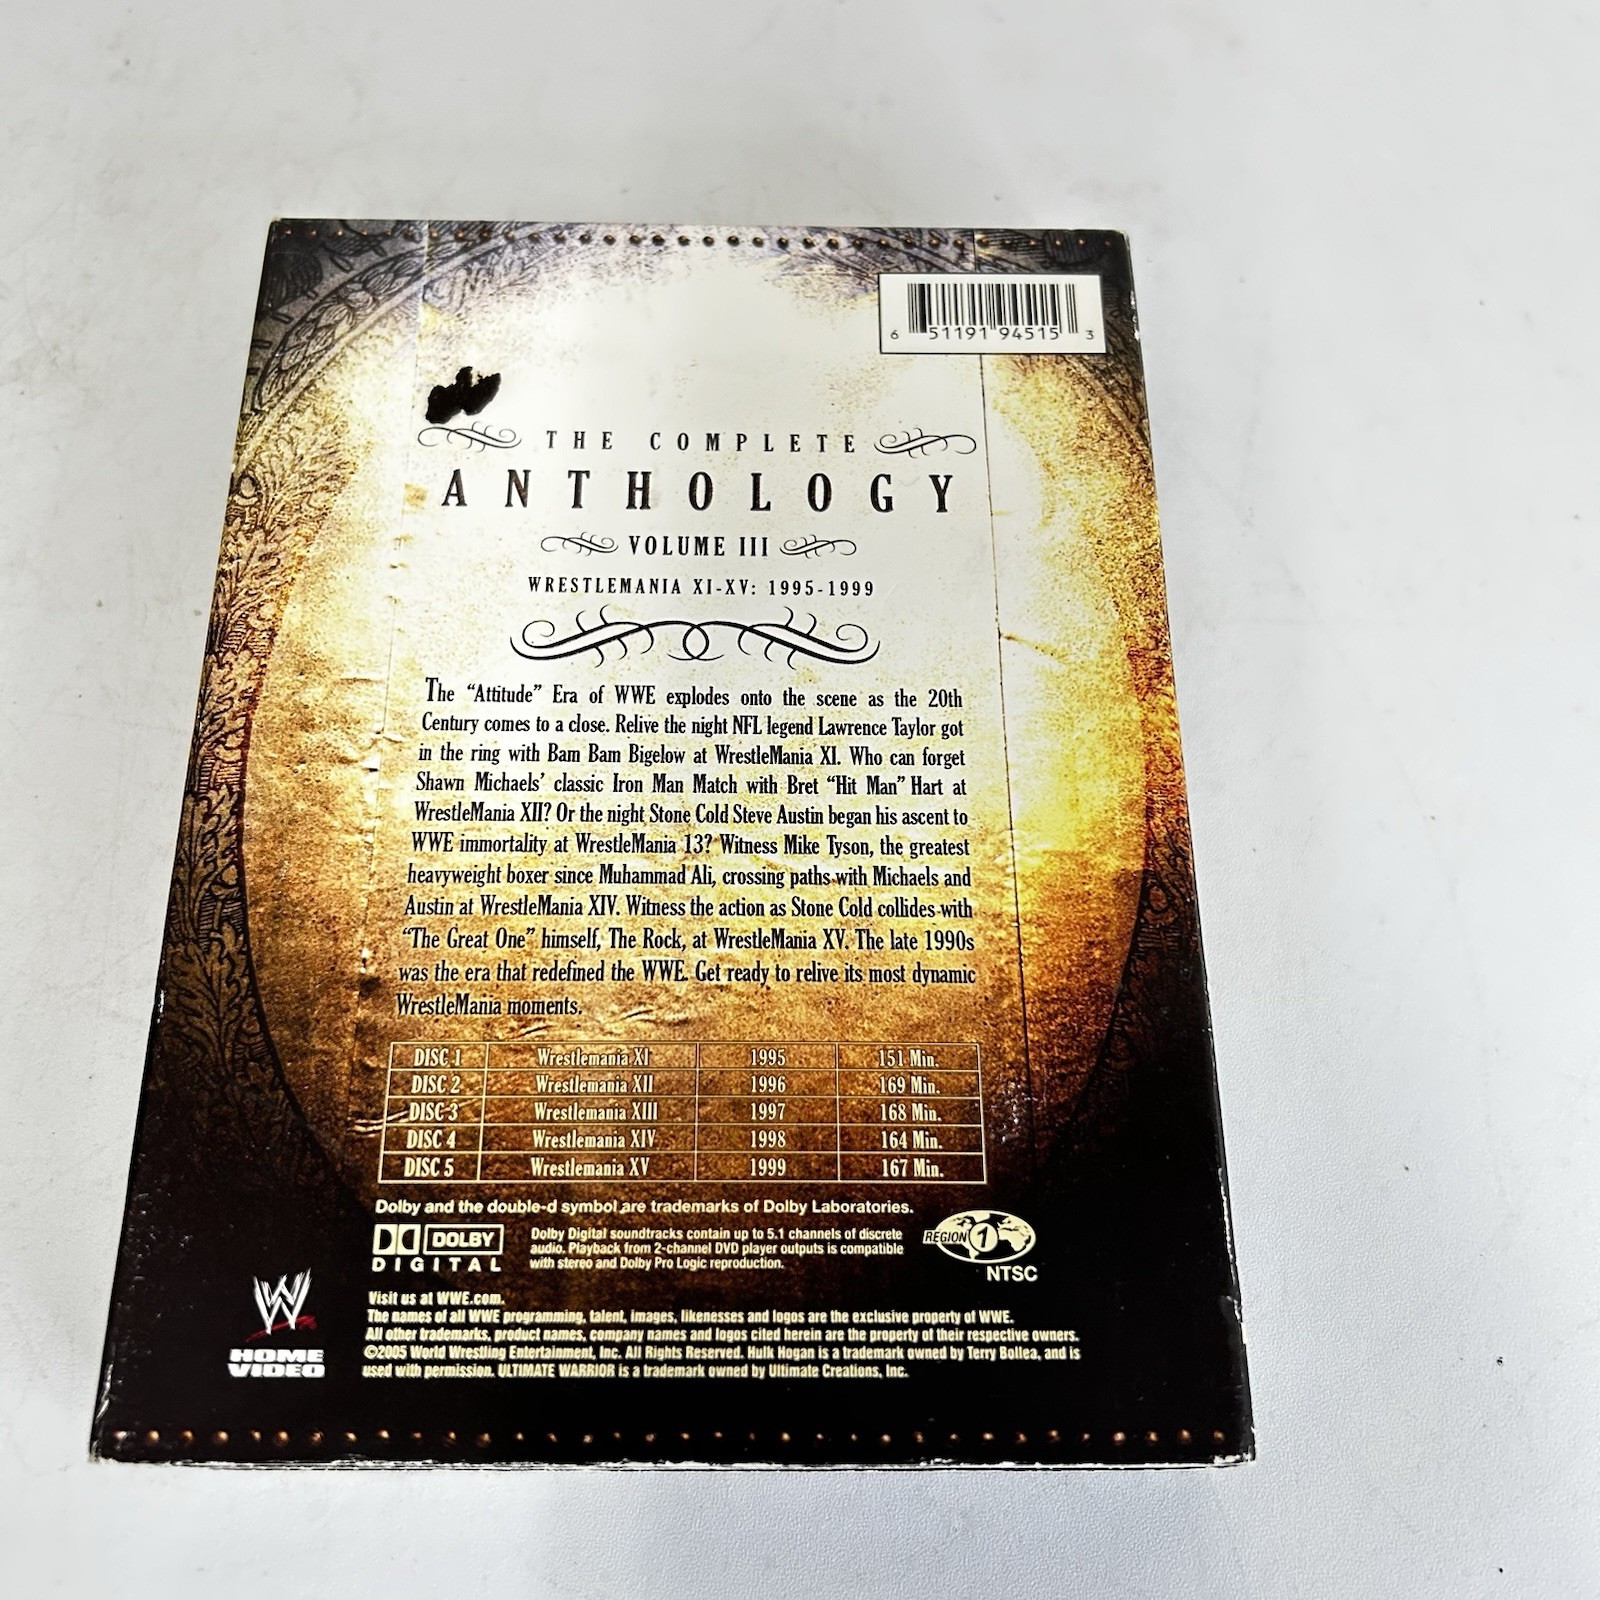 6 51191 94515 3
THE COMPLETE
ANTHOLOGY
VOLUME III
WRESTLEMANIA XI-XV: 1995-1999
The “Attitude” Era of WWE explodes onto the scene as the 20th
Century comes to a close. Relive the night NFL legend Lawrence Taylor got
in the ring with Bam Bam Bigelow at WrestleMania XI. Who can forget
Shawn Michaels’ classic Iron Man Match with Bret “Hit Man” Hart at
WrestleMania XII? Or the night Stone Cold Steve Austin began his ascent to
WWE immortality at WrestleMania 13? Witness Mike Tyson, the greatest
heavyweight boxer since Muhammad Ali, crossing paths with Michaels and
Austin at WrestleMania XIV. Witness the action as Stone Cold collides with
“The Great One” himself, The Rock, at WrestleMania XV. The late 1990s
was the era that redefined the WWE. Get ready to relive its most dynamic
WrestleMania moments.
DISC 1 Wrestlemania XI 1995 151 Min.
DISC 2 Wrestlemania XII 1996 169 Min.
DISC 3 Wrestlemania XIII 1997 168 Min.
DISC 4 Wrestlemania XIV 1998 164 Min.
DISC 5 Wrestlemania XV 1999 167 Min.
Dolby and the double-d symbol are trademarks of Dolby Laboratories.
DOLBY
DIGITAL
Dolby Digital soundtracks contain up to 5.1 channels of discrete
audio. Playback from 2-channel DVD player outputs is compatible
with stereo and Dolby Pro Logic reproduction.
REGION 1
NTSC
W
HOME
VIDEO
Visit us at WWE.com.
The names of all WWE programming, talent, images, likenesses and logos are the exclusive property of WWE.
All other trademarks, product names, company names and logos cited herein are the property of their respective owners.
©2005 World Wrestling Entertainment, Inc. All Rights Reserved. Hulk Hogan is a trademark owned by Terry Bollea, and is
used with permission. ULTIMATE WARRIOR is a trademark owned by Ultimate Creations, Inc.